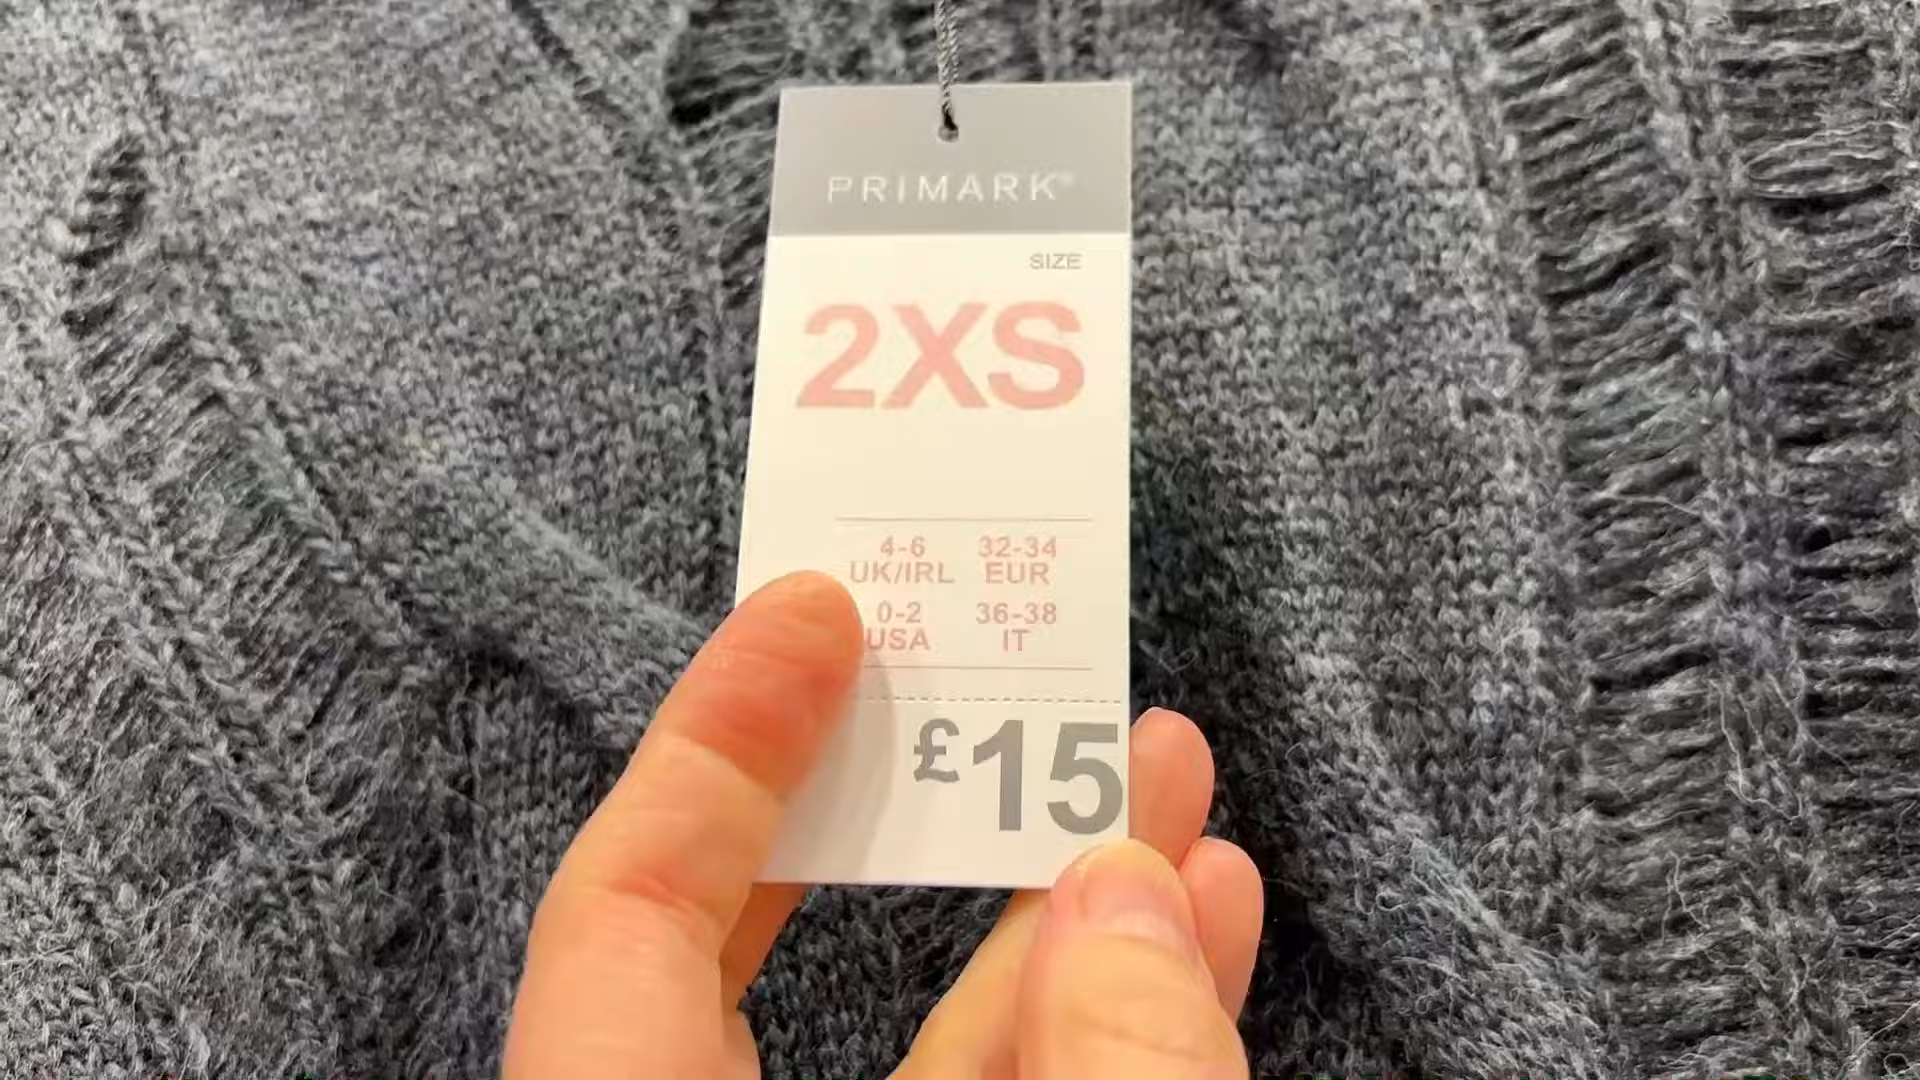 PRIMARK®
SIZE
2XS
4-6 32-34
UK/IRL EUR
0-2 36-38
USA IT
£15